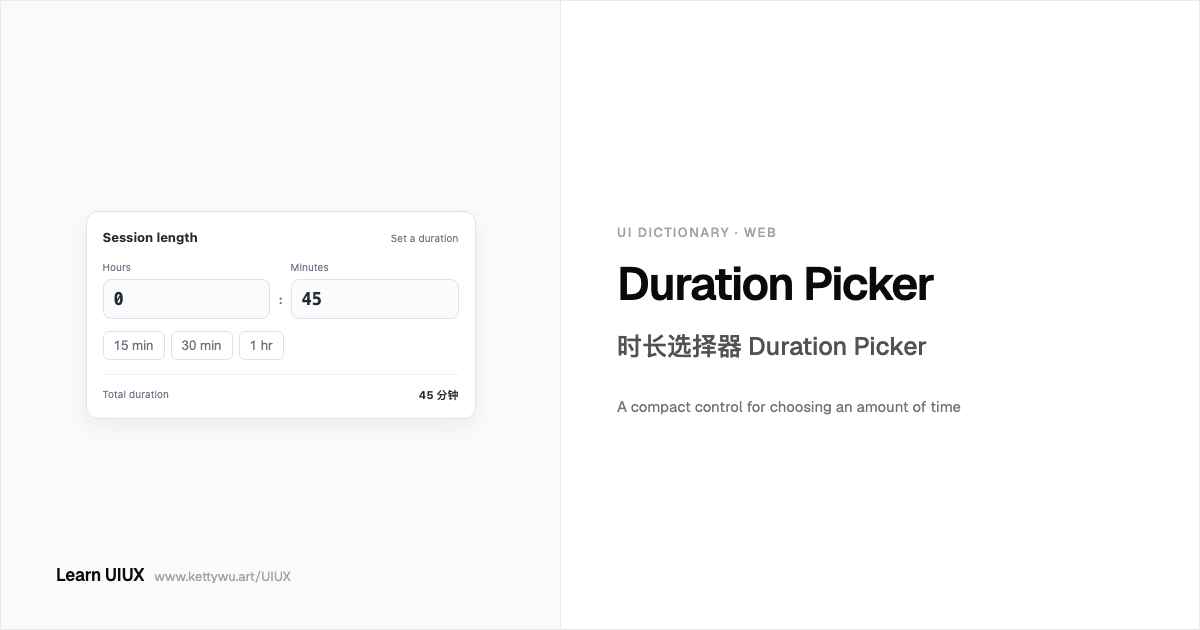 Session length
Set a duration
Hours
Minutes
0 : 45
15 min
30 min
1 hr
Total duration
45 分钟
Learn UIUX www.kettywu.art/UIUX
UI DICTIONARY · WEB
Duration Picker
时长选择器 Duration Picker
A compact control for choosing an amount of time